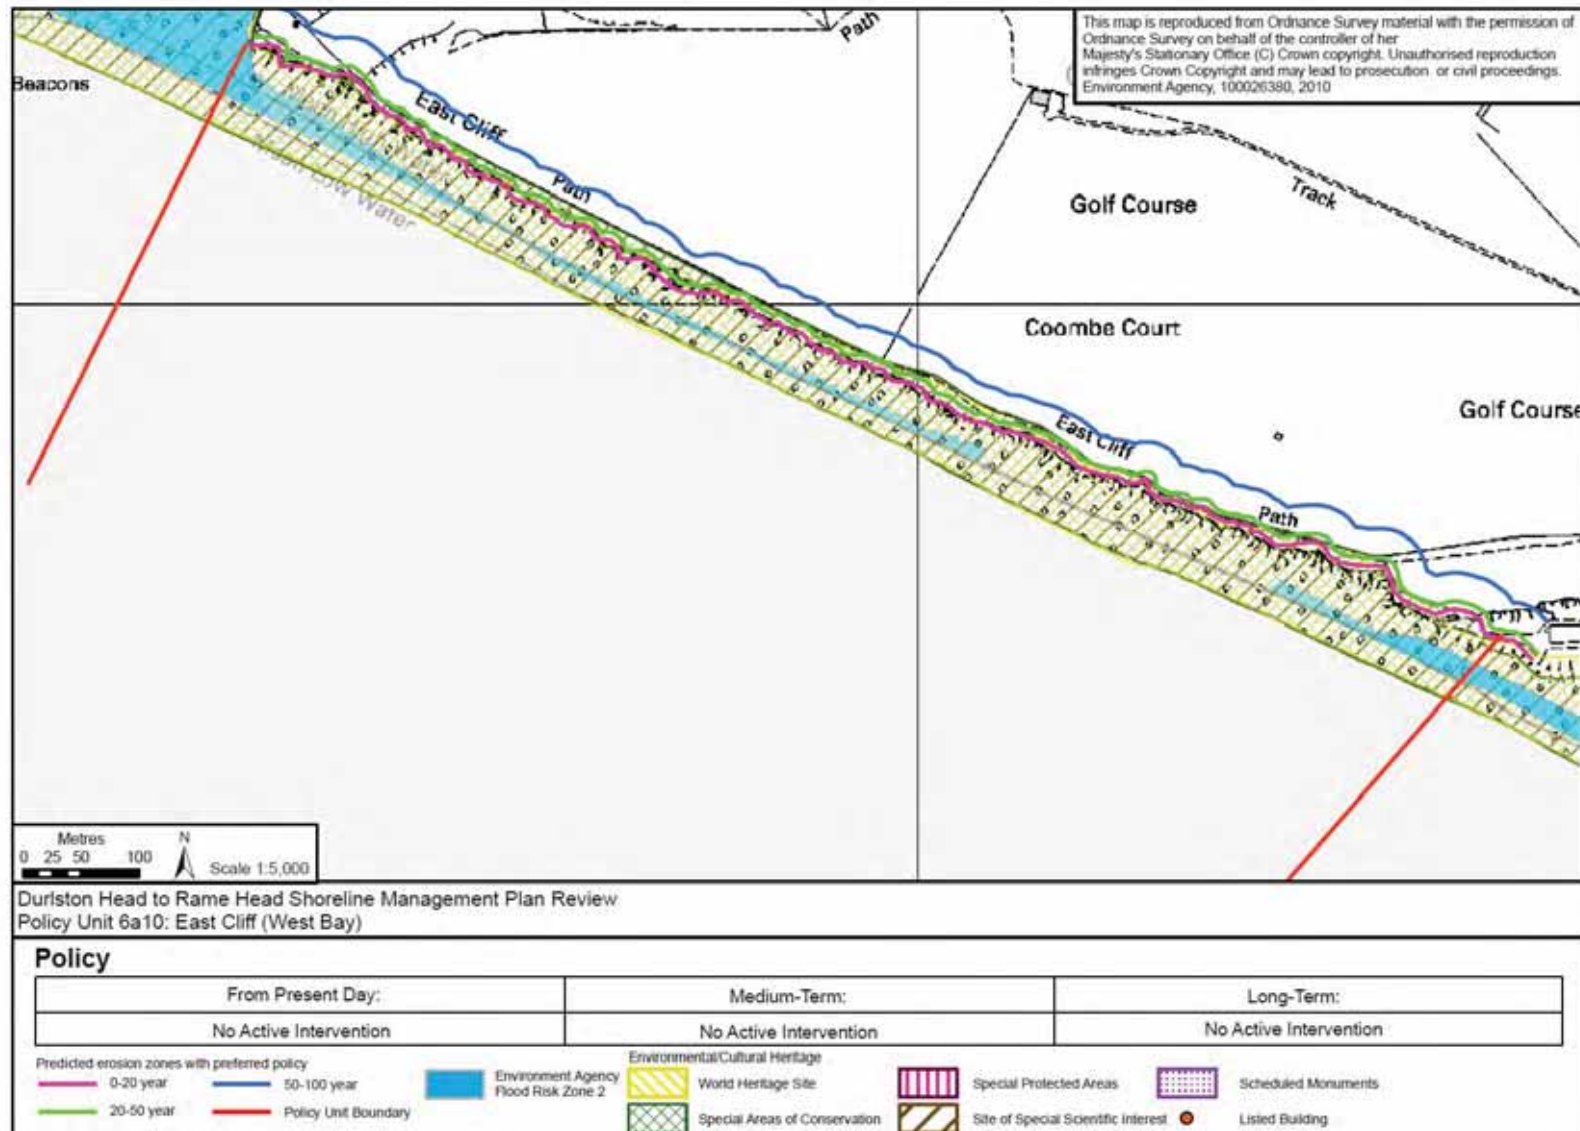 This map is reproduced from Ordnance Survey material with the permission of
Ordnance Survey on behalf of the controller of her
Majesty's Stationary Office (C) Crown copyright. Unauthorised reproduction
infringes Crown Copyright and may lead to prosecution or civil proceedings.
Environment Agency, 100026380, 2010
Path
Beacons
East Cliff
Path
Low Water
Golf Course
Track
Coombe Court
Golf Course
East Cliff
Path
Metres
0 25 50 100
N
Scale 1:5,000
Durlston Head to Rame Head Shoreline Management Plan Review
Policy Unit 6a10: East Cliff (West Bay)
Policy
From Present Day: Medium-Term: Long-Term:
No Active Intervention No Active Intervention No Active Intervention
Predicted erosion zones with preferred policy
0-20 year
50-100 year
20-50 year
Policy Unit Boundary
Environment Agency
Flood Risk Zone 2
Environmental/Cultural Heritage
World Heritage Site
Special Protected Areas
Scheduled Monuments
Special Areas of Conservation
Site of Special Scientific Interest
Listed Building